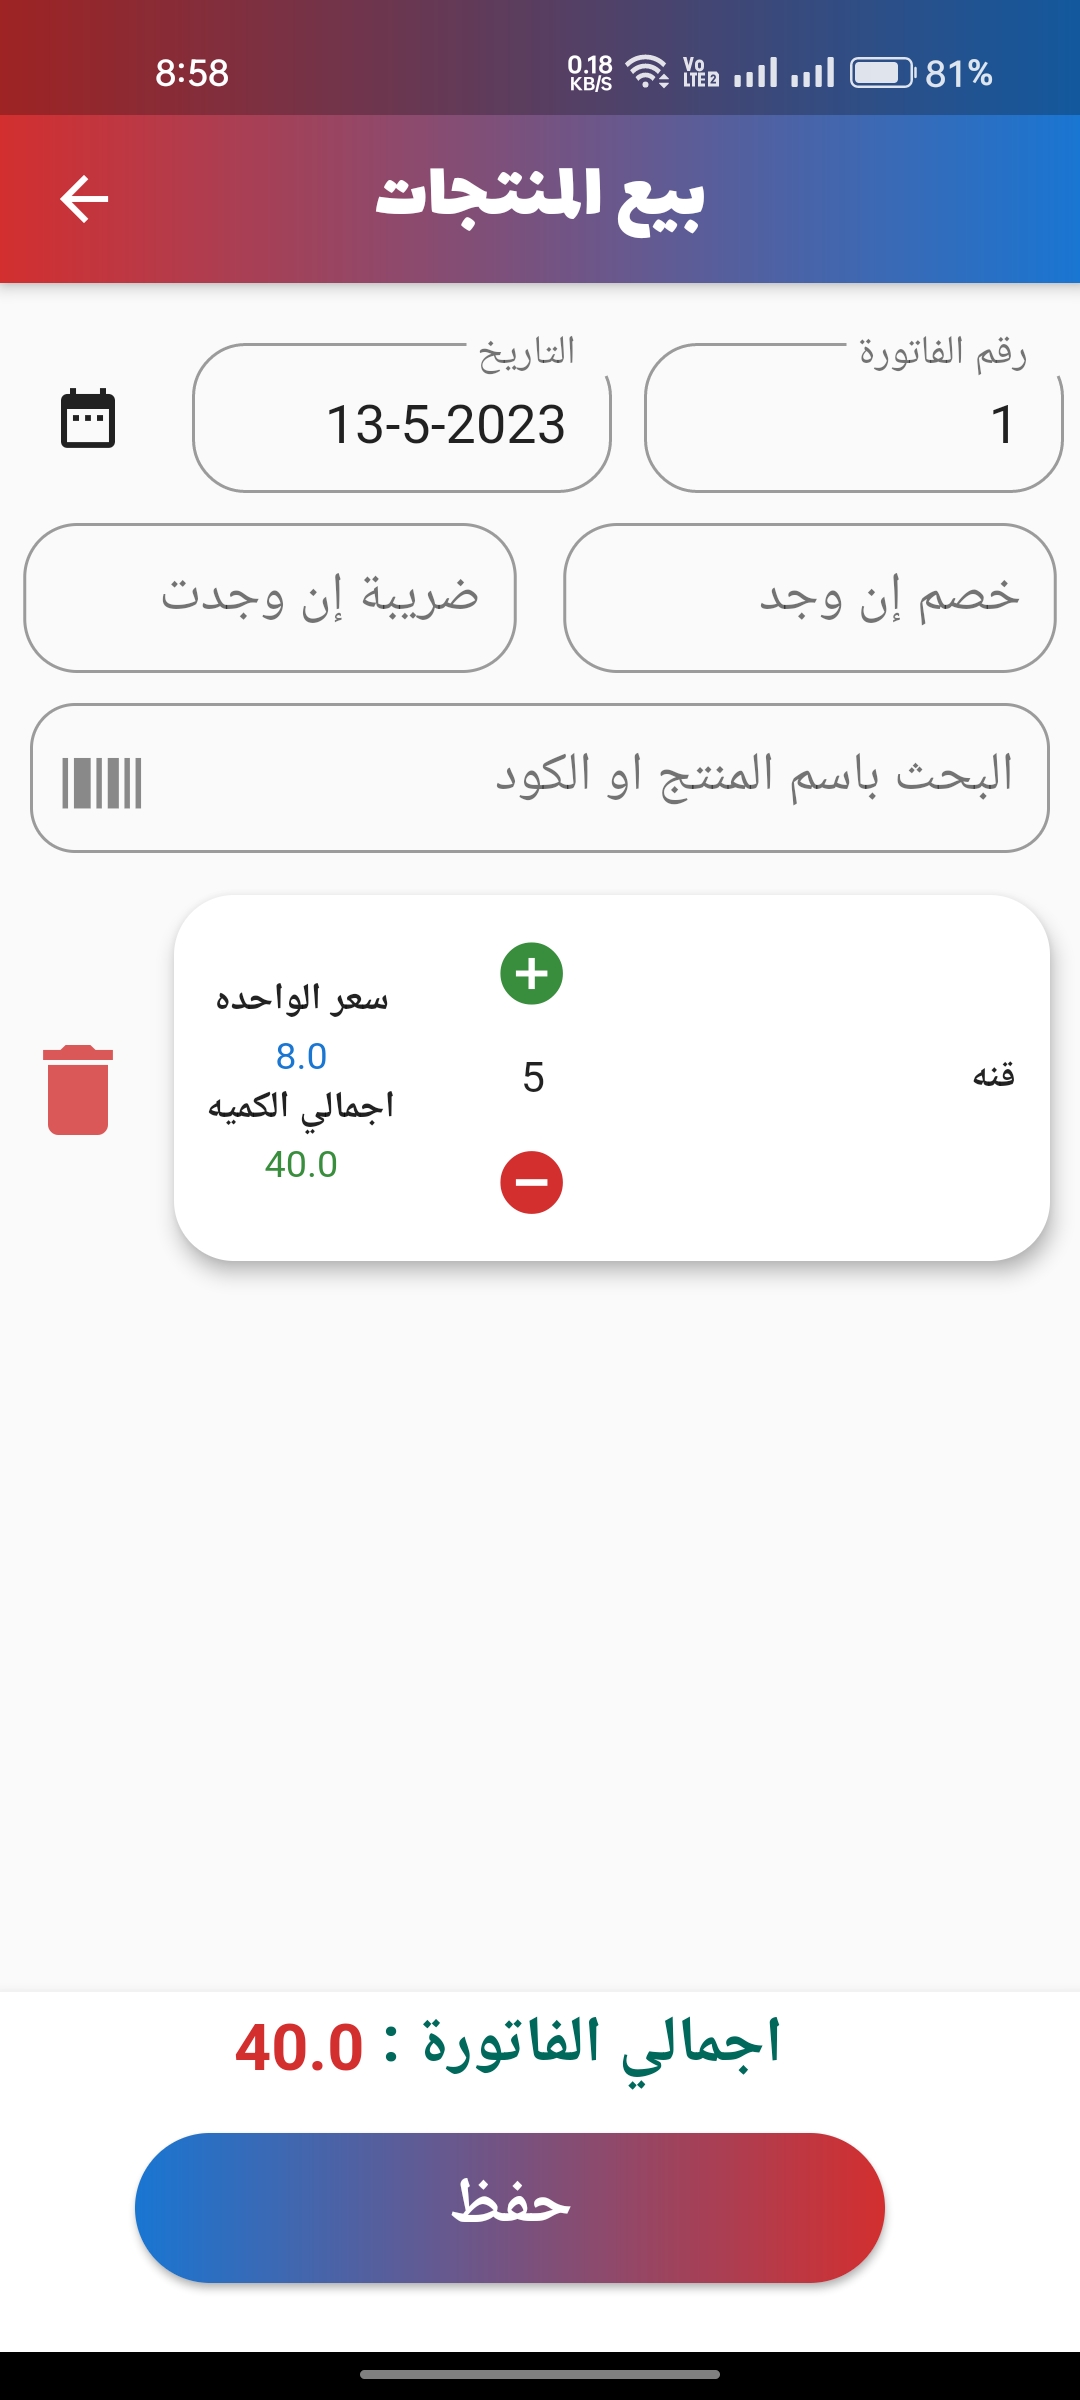 8:58 0.18 KB/S Vo LTE 2 81%
بيع المنتجات
رقم الفاتورة التاريخ
1 13-5-2023
خصم إن وجد ضريبة إن وجدت
البحث باسم المنتج او الكود
سعر الواحده
8.0
قنه 5
اجمالي الكميه
40.0
اجمالي الفاتورة : 40.0
حفظ